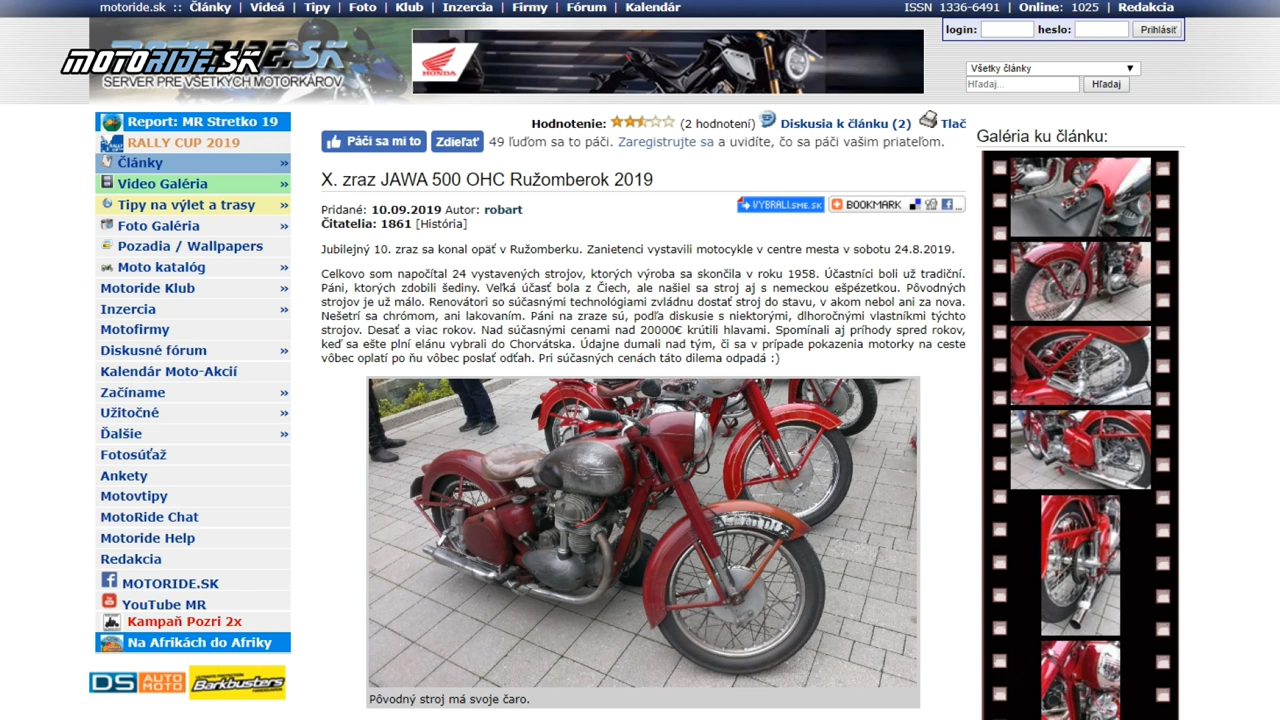 motoride.sk :: Články | Videá | Tipy | Foto | Klub | Inzercia | Firmy | Fórum | Kalendár
ISSN 1336-6491 | Online: 1025 | Redakcia
MOTORIDE.SK
SERVER PRE VŠETKÝCH MOTORKÁROV
HONDA
login: heslo: Prihlásiť
Všetky články
Hľadaj... Hľadaj
Report: MR Stretko 19
RALLY CUP 2019
Články »
Video Galéria »
Tipy na výlet a trasy »
Foto Galéria »
Pozadia / Wallpapers
Moto katalóg »
Motoride Klub »
Inzercia »
Motofirmy
Diskusné fórum »
Kalendár Moto-Akcií
Začíname »
Užitočné »
Ďalšie »
Fotosúťaž
Ankety
Motovtipy
MotoRide Chat
Motoride Help
Redakcia
MOTORIDE.SK
YouTube MR
Kampaň Pozri 2x
Na Afrikách do Afriky
DS AUTO MOTO
Barkbusters
Hodnotenie: (2 hodnotení) Diskusia k článku (2) Tlač
Páči sa mi to Zdieľať 49 ľuďom sa to páči. Zaregistrujte sa a uvidíte, čo sa páči vašim priateľom.
X. zraz JAWA 500 OHC Ružomberok 2019
Pridané: 10.09.2019 Autor: robart
VYBRALI.SME.SK BOOKMARK
Čitatelia: 1861 [História]
Jubilejný 10. zraz sa konal opäť v Ružomberku. Zanietenci vystavili motocykle v centre mesta v sobotu 24.8.2019.
Celkovo som napočítal 24 vystavených strojov, ktorých výroba sa skončila v roku 1958. Účastníci boli už tradiční.
Páni, ktorých zdobili šediny. Veľká účasť bola z Čiech, ale našiel sa stroj aj s nemeckou ešpézetkou. Pôvodných
strojov je už málo. Renovátori so súčasnými technológiami zvládnu dostať stroj do stavu, v akom nebol ani za nova.
Nešetrí sa chrómom, ani lakovaním. Páni na zraze sú, podľa diskusie s niektorými, dlhoročnými vlastníkmi týchto
strojov. Desať a viac rokov. Nad súčasnými cenami nad 20000€ krútili hlavami. Spomínali aj príhody spred rokov,
keď sa ešte plní elánu vybrali do Chorvátska. Údajne dumali nad tým, či sa v prípade pokazenia motorky na ceste
vôbec oplatí po ňu vôbec poslať odťah. Pri súčasných cenách táto dilema odpadá :)
Pôvodný stroj má svoje čaro.
Galéria ku článku: